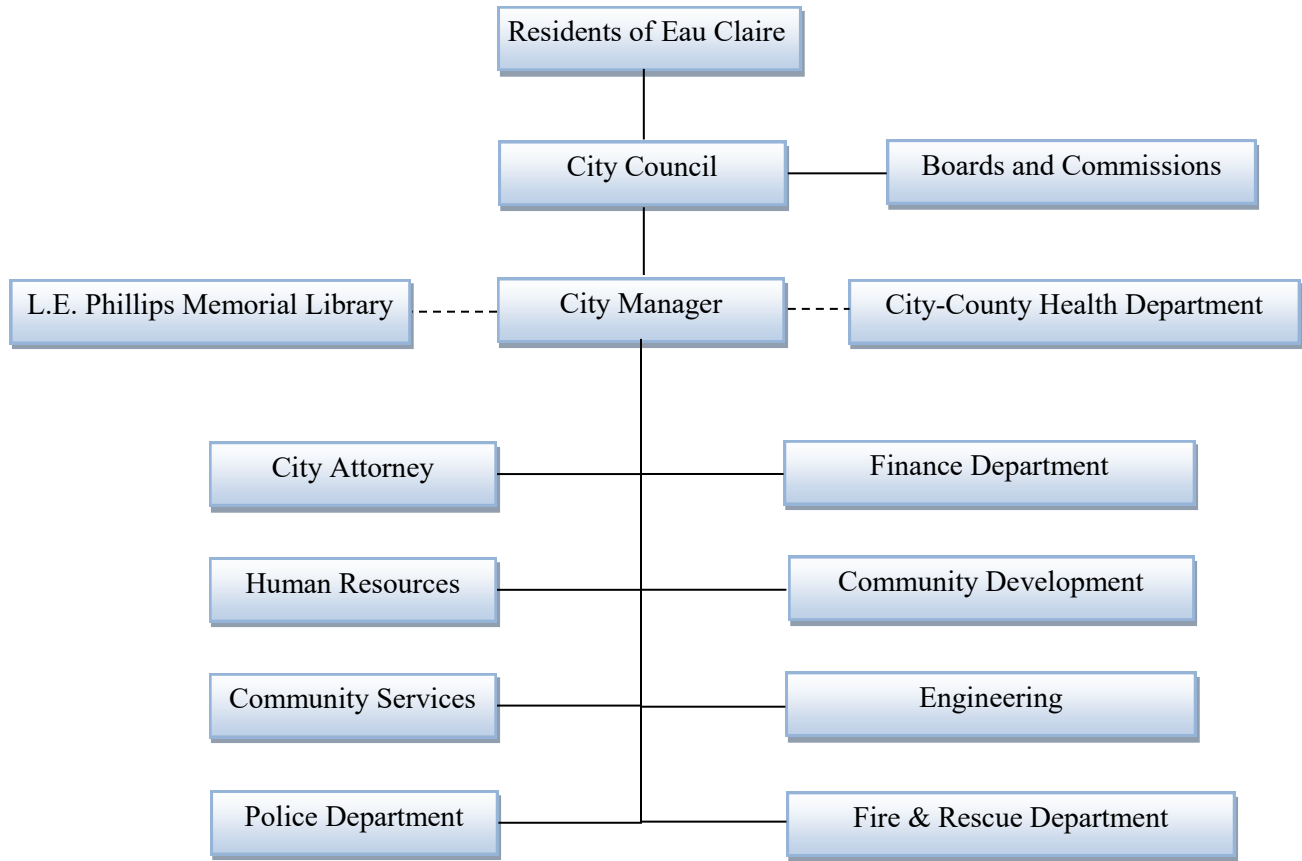 Residents of Eau Claire
City Council
Boards and Commissions
L.E. Phillips Memorial Library
City Manager
City-County Health Department
City Attorney
Finance Department
Human Resources
Community Development
Community Services
Engineering
Police Department
Fire & Rescue Department